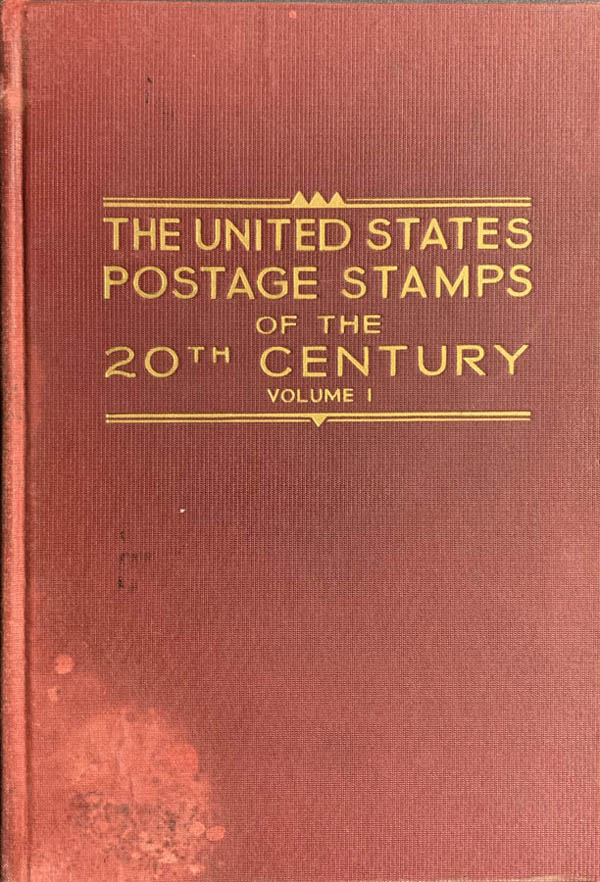 THE UNITED STATES
POSTAGE STAMPS
OF THE
20TH CENTURY
VOLUME I